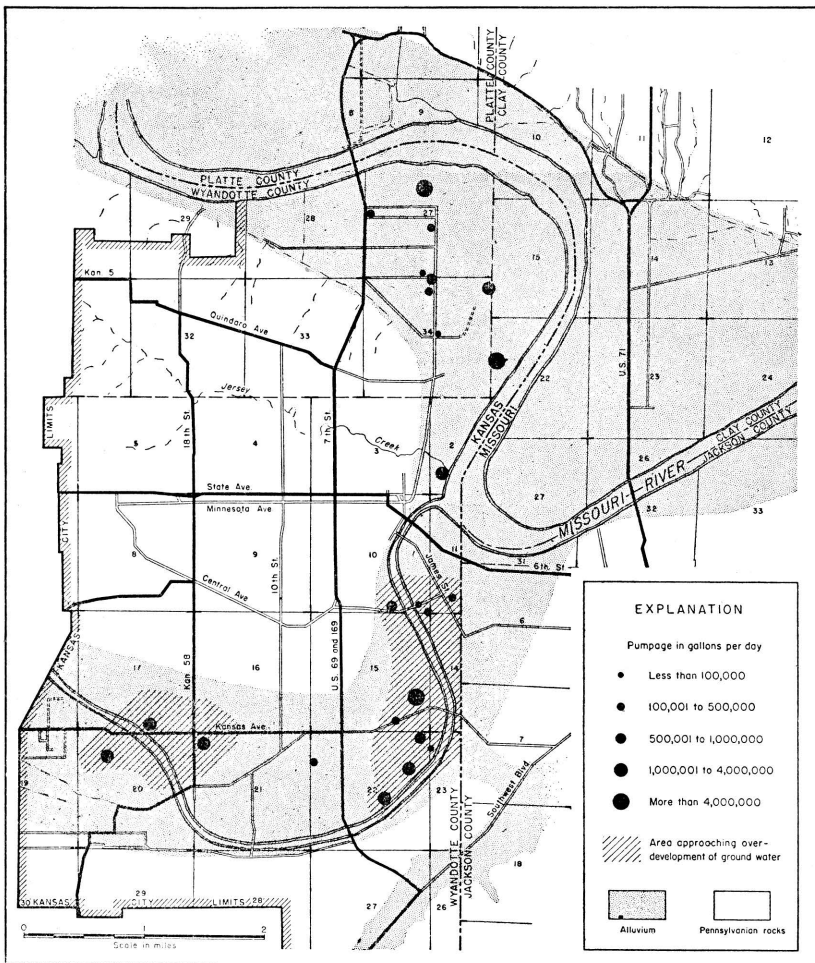 PLATTE COUNTY
CLAY COUNTY
8
9
10
11
12
PLATTE COUNTY
WYANDOTTE COUNTY
29
28
27
15
14
13
Kan. 5
Quindaro Ave
32
33
34
KANSAS
MISSOURI
22
U.S. 71
23
24
Jersey
Creek
LIMITS
18th St.
7th St.
5
4
3
2
CLAY COUNTY
JACKSON COUNTY
MISSOURI RIVER
26
27
32
33
State Ave.
Minnesota Ave
CITY
8
9
10th St.
10
11
James St.
31
6th St.
Central Ave
6
KANSAS
17
16
15
14
Kan 58
U.S. 69 and 169
Kansas Ave.
7
19
20
21
22
23
Southwest Blvd
WYANDOTTE COUNTY
JACKSON COUNTY
18
29
30 KANSAS CITY LIMITS 28
27
26
0 1 2
Scale in miles
EXPLANATION
Pumpage in gallons per day
Less than 100,000
100,001 to 500,000
500,001 to 1,000,000
1,000,001 to 4,000,000
More than 4,000,000
Area approaching over-
development of ground water
Alluvium
Pennsylvanian rocks